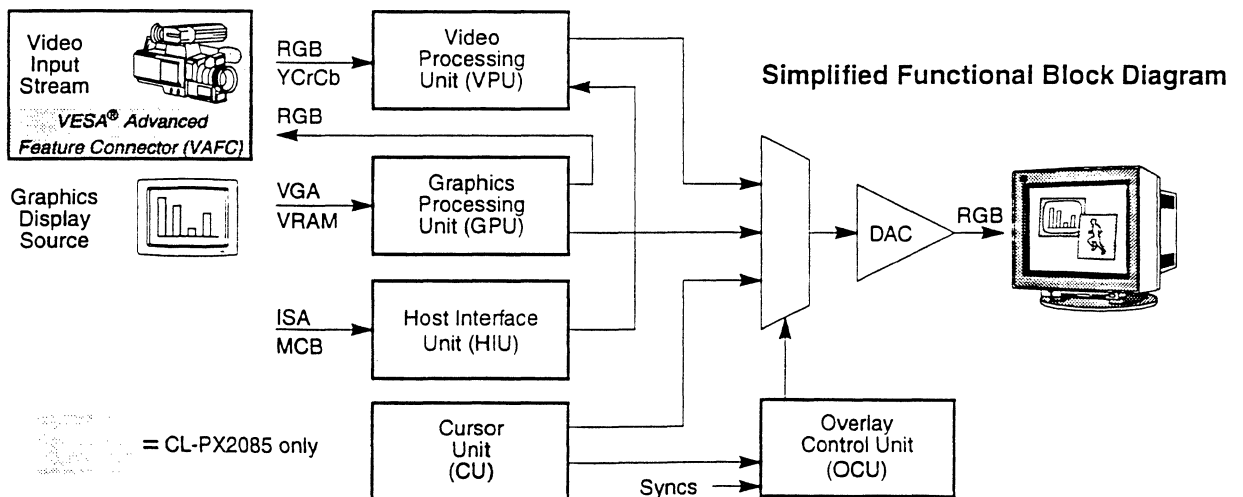 Simplified Functional Block Diagram
Video
Input
Stream
VESA® Advanced
Feature Connector (VAFC)
Graphics
Display
Source
RGB
YCrCb
RGB
VGA
VRAM
ISA
MCB
Video
Processing
Unit (VPU)
Graphics
Processing
Unit (GPU)
Host Interface
Unit (HIU)
Cursor
Unit
(CU)
Syncs
Overlay
Control Unit
(OCU)
DAC
RGB
= CL-PX2085 only